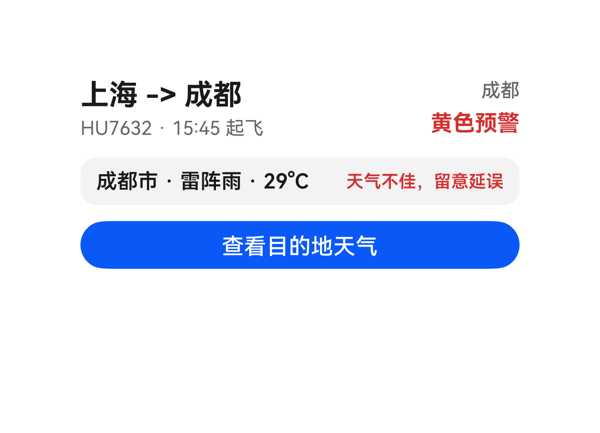 上海 -> 成都
成都
HU7632 · 15:45 起飞
黄色预警
成都市 · 雷阵雨 · 29°C
天气不佳，留意延误
查看目的地天气